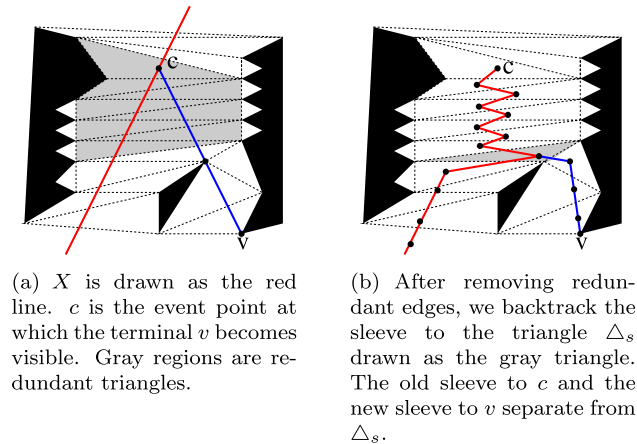 c
v
c
v
(a) X is drawn as the red
line. c is the event point at
which the terminal v becomes
visible. Gray regions are re-
dundant triangles.
(b) After removing redun-
dant edges, we backtrack the
sleeve to the triangle △s
drawn as the gray triangle.
The old sleeve to c and the
new sleeve to v separate from
△s.